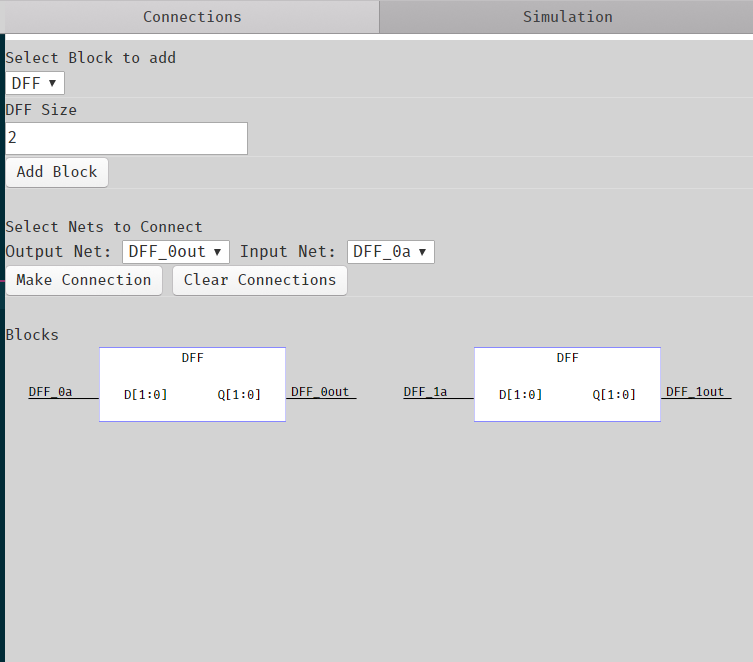 Connections Simulation
Select Block to add
DFF ▼
DFF Size
2
Add Block
Select Nets to Connect
Output Net: DFF_0out ▼ Input Net: DFF_0a ▼
Make Connection Clear Connections
Blocks
DFF DFF
DFF_0a D[1:0] Q[1:0] DFF_0out DFF_1a D[1:0] Q[1:0] DFF_1out